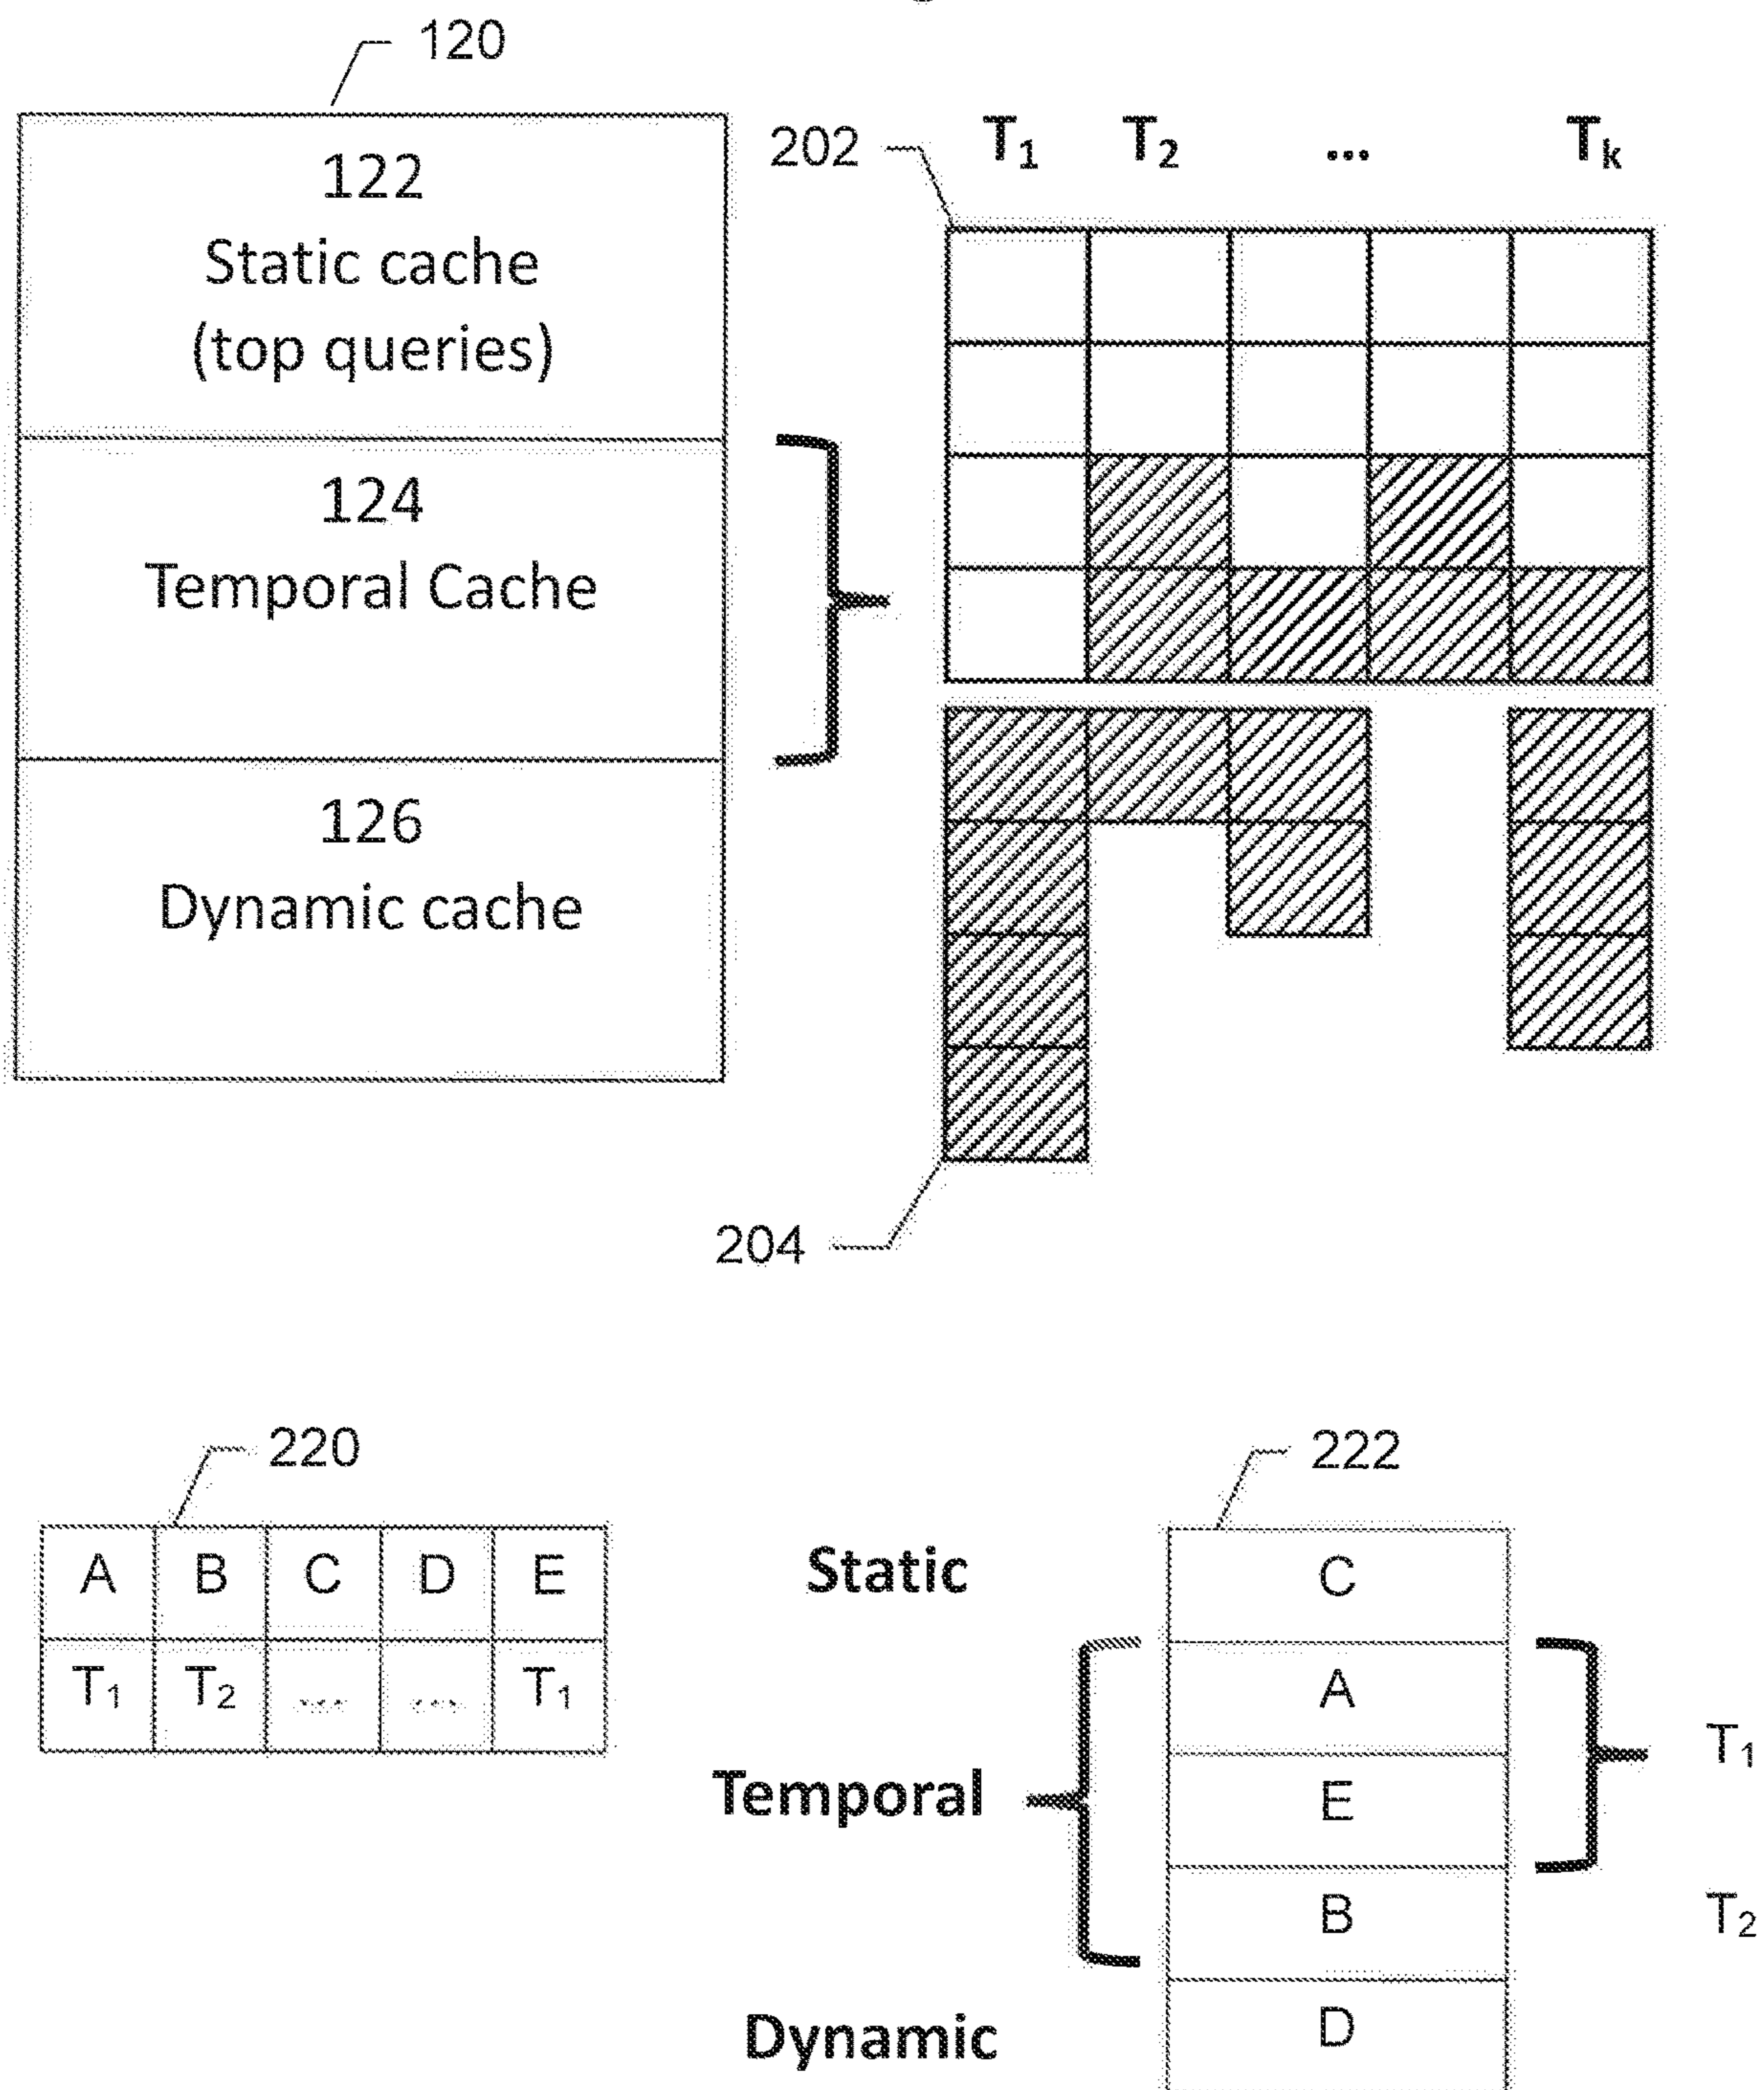 120
122
Static cache
(top queries)
124
Temporal Cache
126
Dynamic cache
202
T1 T2 ... Tk
204
220
A B C D E
T1 T2 ... ... T1
222
Static
Temporal
Dynamic
C
A
E
B
D
T1
T2